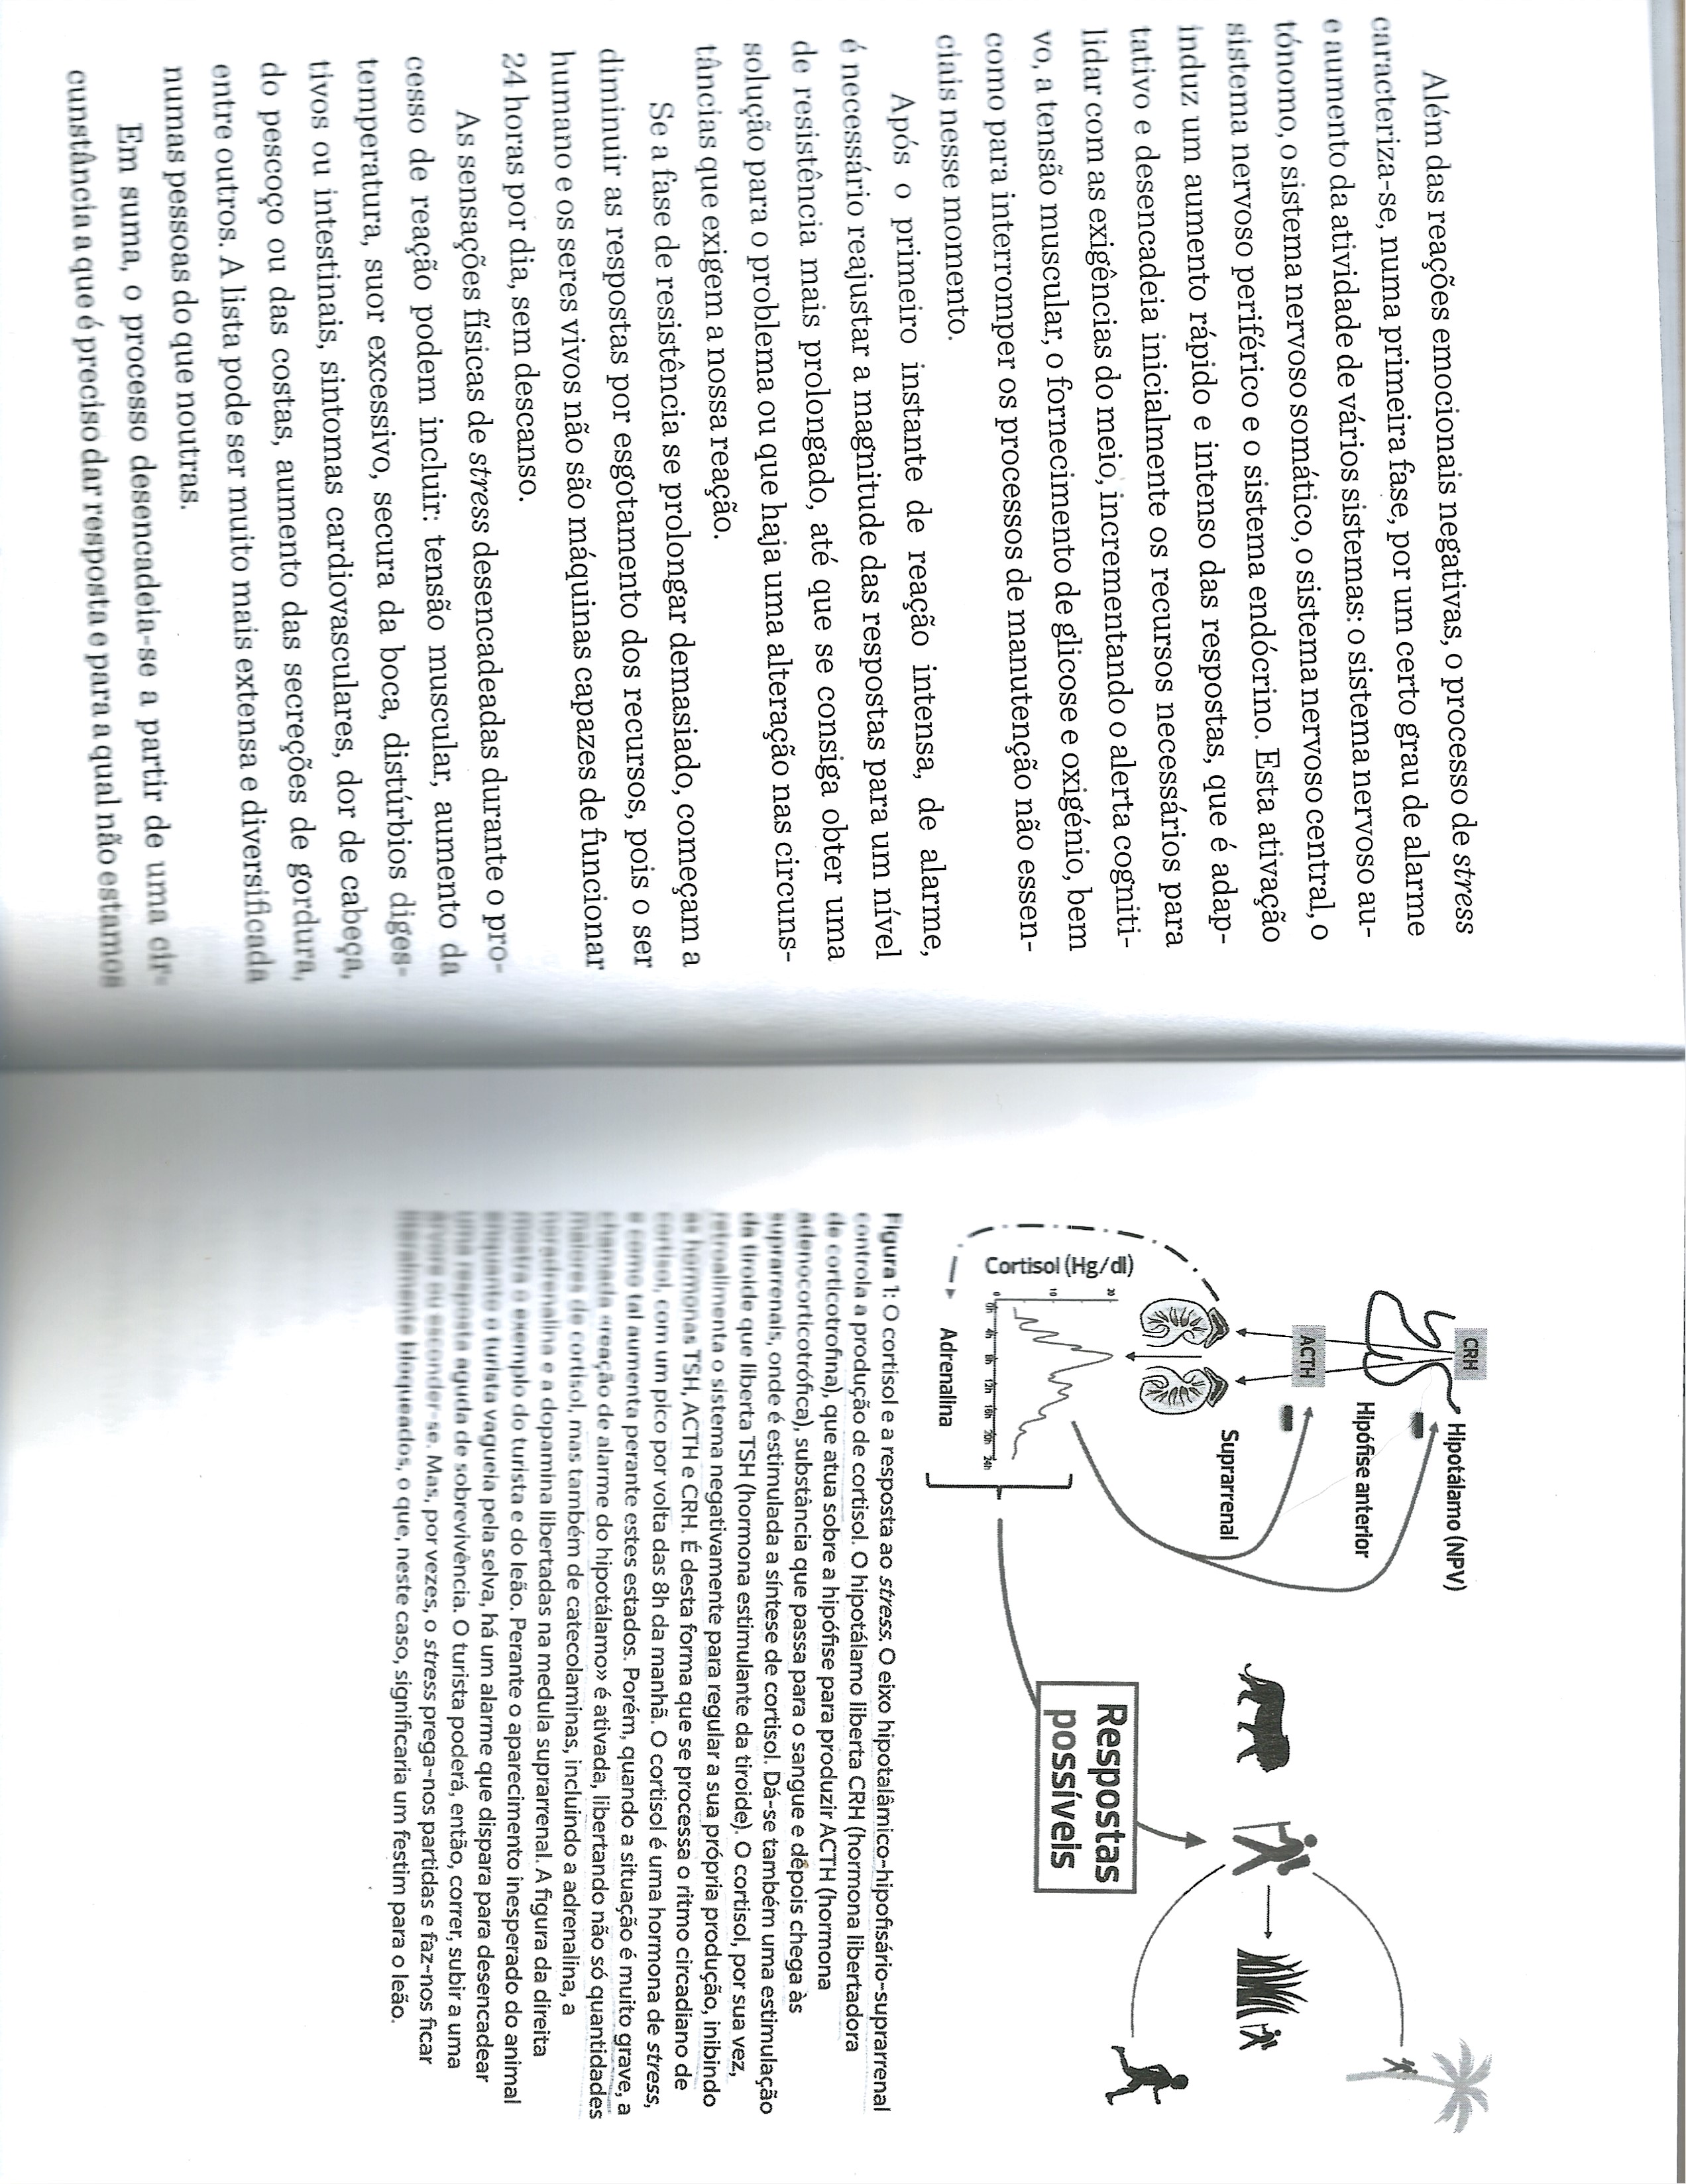 Além das reações emocionais negativas, o processo de stress
caracteriza-se, numa primeira fase, por um certo grau de alarme
e aumento da atividade de vários sistemas: o sistema nervoso au-
tónomo, o sistema nervoso somático, o sistema nervoso central, o
sistema nervoso periférico e o sistema endócrino. Esta ativação
induz um aumento rápido e intenso das respostas, que é adap-
tativo e desencadeia inicialmente os recursos necessários para
lidar com as exigências do meio, incrementando o alerta cogniti-
vo, a tensão muscular, o fornecimento de glicose e oxigénio, bem
como para interromper os processos de manutenção não essen-
ciais nesse momento.
Após o primeiro instante de reação intensa, de alarme,
é necessário reajustar a magnitude das respostas para um nível
de resistência mais prolongado, até que se consiga obter uma
solução para o problema ou que haja uma alteração nas circuns-
tâncias que exigem a nossa reação.
Se a fase de resistência se prolongar demasiado, começam a
diminuir as respostas por esgotamento dos recursos, pois o ser
humano e os seres vivos não são máquinas capazes de funcionar
24 horas por dia, sem descanso.
As sensações físicas de stress desencadeadas durante o pro-
cesso de reação podem incluir: tensão muscular, aumento da
temperatura, suor excessivo, secura da boca, distúrbios diges-
tivos ou intestinais, sintomas cardiovasculares, dor de cabeça,
do pescoço ou das costas, aumento das secreções de gordura,
entre outros. A lista pode ser muito mais extensa e diversificada
numas pessoas do que noutras.
Em suma, o processo desencadeia-se a partir de uma cir-
cunstância a que é preciso dar resposta e para a qual não estamos
CRH
Hipotálamo (NPV)
Hipófise anterior
ACTH
Suprarrenal
Cortisol (Hg/dl)
20
10
0
0h 4h 8h 12h 16h 20h 24h
Adrenalina
Respostas
possíveis
Figura 1: O cortisol e a resposta ao stress. O eixo hipotalâmico-hipofisário-suprarrenal
controla a produção de cortisol. O hipotálamo liberta CRH (hormona libertadora
de corticotrofina), que atua sobre a hipófise para produzir ACTH (hormona
adenocorticotrófica), substância que passa para o sangue e depois chega às
suprarrenais, onde é estimulada a síntese de cortisol. Dá-se também uma estimulação
da tiroide que liberta TSH (hormona estimulante da tiroide). O cortisol, por sua vez,
retroalimenta o sistema negativamente para regular a sua própria produção, inibindo
as hormonas TSH, ACTH e CRH. É desta forma que se processa o ritmo circadiano de
cortisol, com um pico por volta das 8h da manhã. O cortisol é uma hormona de stress,
e como tal aumenta perante estes estados. Porém, quando a situação é muito grave, a
chamada «reação de alarme do hipotálamo» é ativada, libertando não só quantidades
maiores de cortisol, mas também de catecolaminas, incluindo a adrenalina, a
noradrenalina e a dopamina libertadas na medula suprarrenal. A figura da direita
mostra o exemplo do turista e do leão. Perante o aparecimento inesperado do animal
enquanto o turista vagueia pela selva, há um alarme que dispara para desencadear
uma resposta aguda de sobrevivência. O turista poderá, então, correr, subir a uma
árvore ou esconder-se. Mas, por vezes, o stress prega-nos partidas e faz-nos ficar
literalmente bloqueados, o que, neste caso, significaria um festim para o leão.